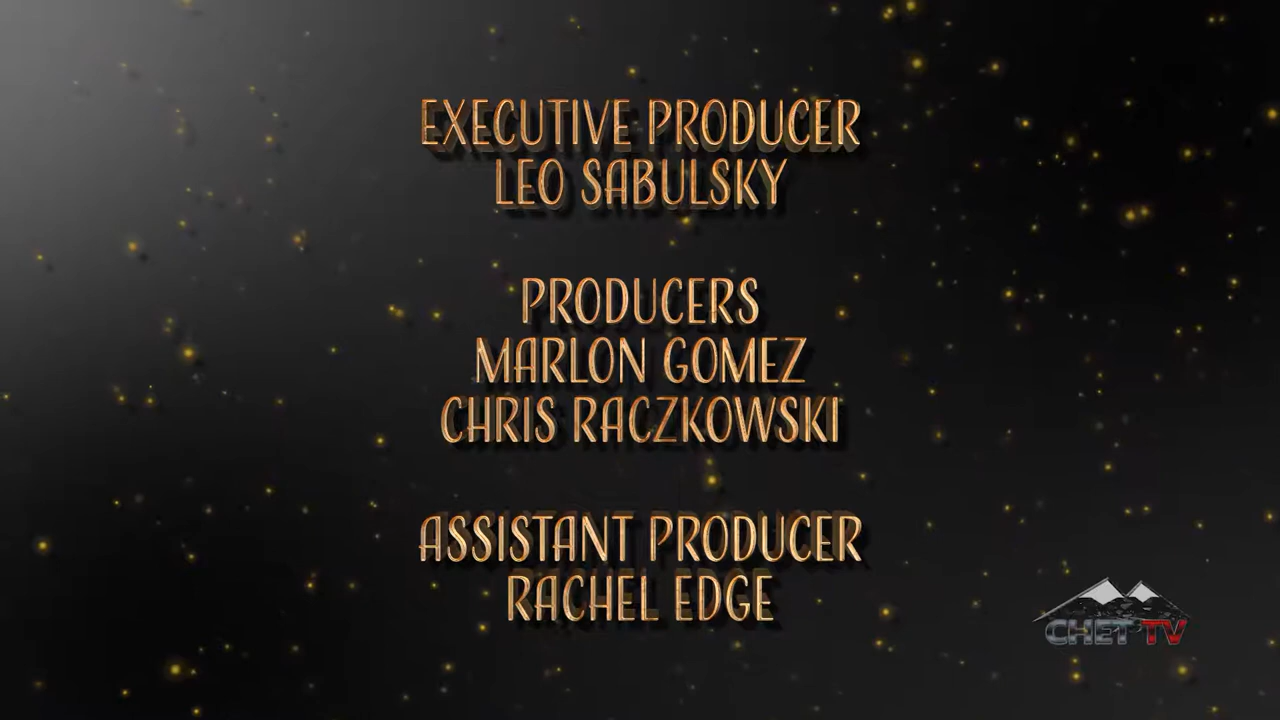 EXECUTIVE PRODUCER
LEO SABULSKY
PRODUCERS
MARLON GOMEZ
CHRIS RACZKOWSKI
ASSISTANT PRODUCER
RACHEL EDGE
CHET TV